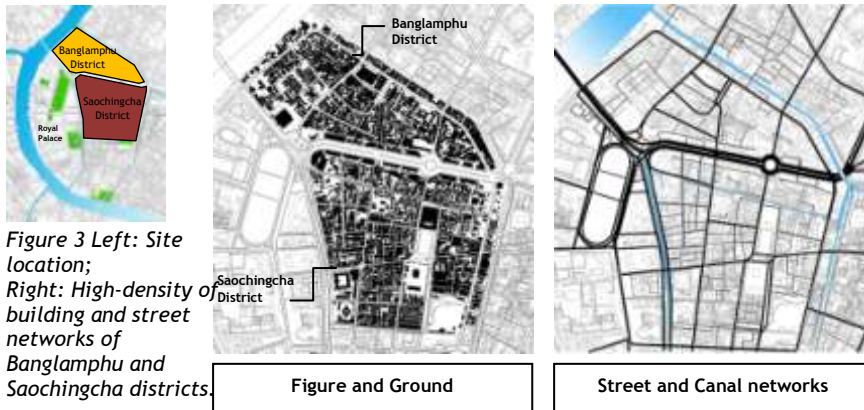 Banglamphu
District
Saochingcha
District
Royal
Palace
Figure 3 Left: Site
location;
Right: High-density of
building and street
networks of
Banglamphu and
Saochingcha districts.
Banglamphu
District
Saochingcha
District
Figure and Ground
Street and Canal networks